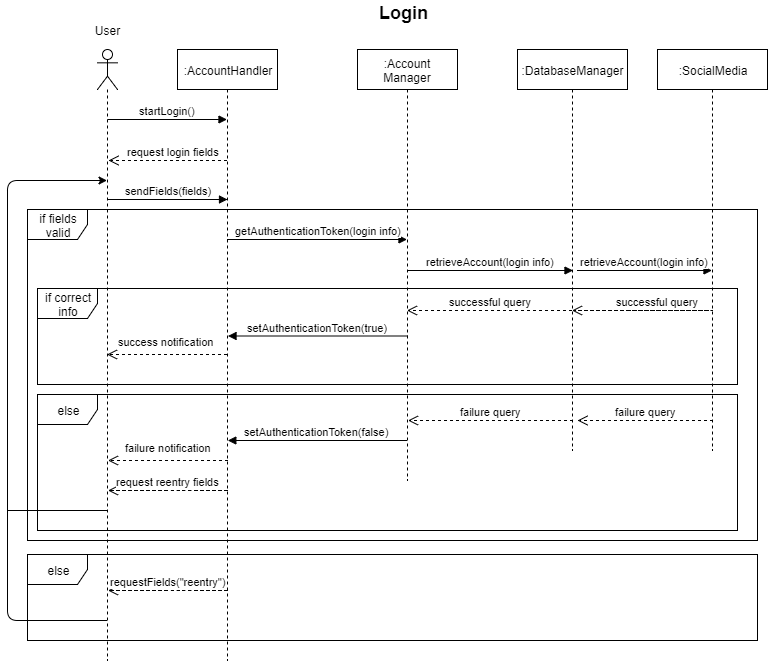 Login
User
:AccountHandler
:Account
Manager
:DatabaseManager
:SocialMedia
startLogin()
request login fields
sendFields(fields)
if fields
valid
getAuthenticationToken(login info)
retrieveAccount(login info)
retrieveAccount(login info)
if correct
info
successful query
successful query
setAuthenticationToken(true)
success notification
else
failure query
failure query
setAuthenticationToken(false)
failure notification
request reentry fields
else
requestFields("reentry")